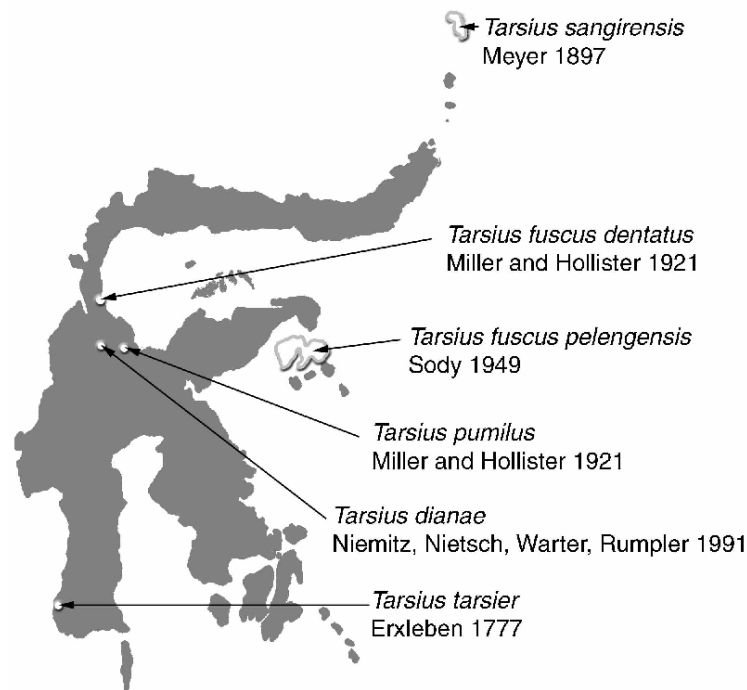 Tarsius sangirensis
Meyer 1897
Tarsius fuscus dentatus
Miller and Hollister 1921
Tarsius fuscus pelengensis
Sody 1949
Tarsius pumilus
Miller and Hollister 1921
Tarsius dianae
Niemitz, Nietsch, Warter, Rumpler 1991
Tarsius tarsier
Erxleben 1777